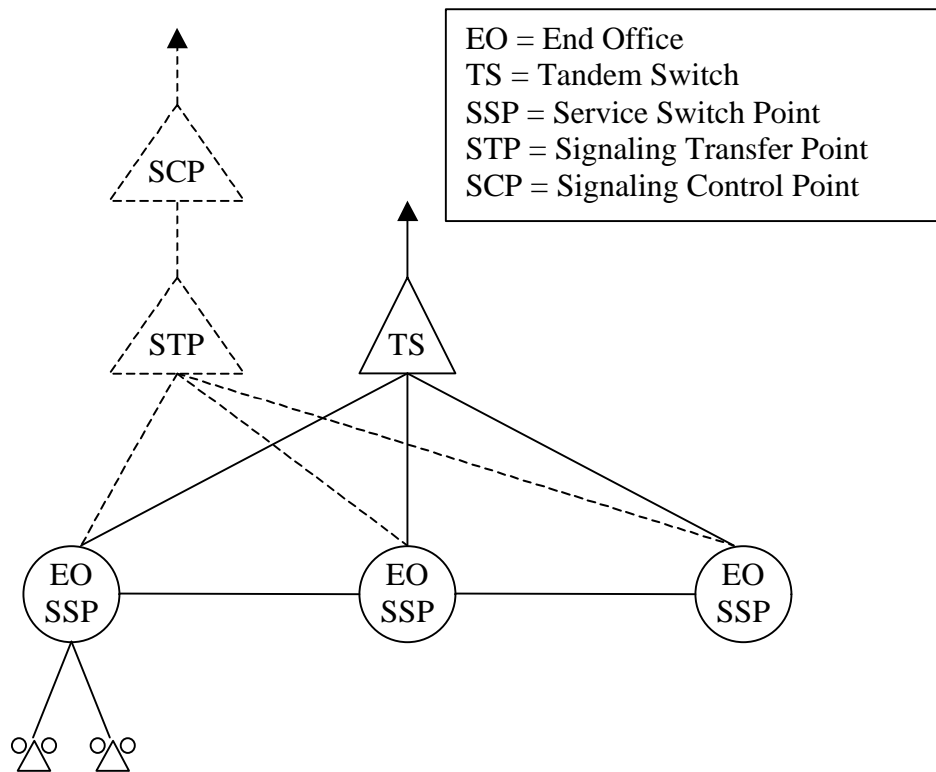 EO = End Office
TS = Tandem Switch
SSP = Service Switch Point
STP = Signaling Transfer Point
SCP = Signaling Control Point
SCP
STP
TS
EO
SSP
EO
SSP
EO
SSP